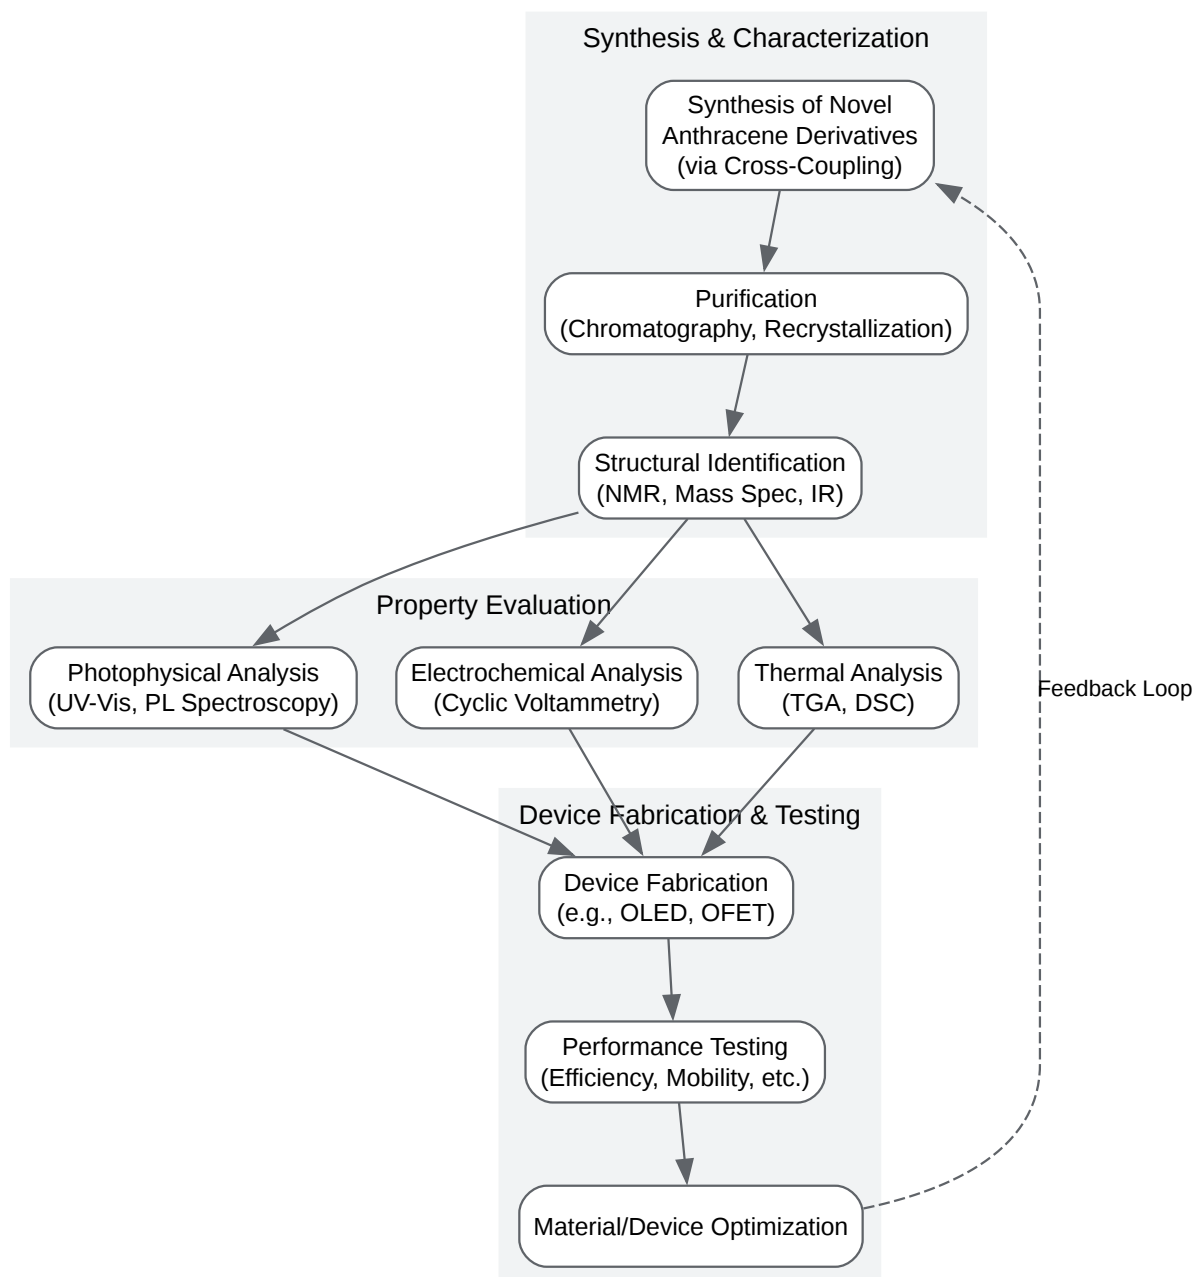 Synthesis & Characterization
Synthesis of Novel
Anthracene Derivatives
(via Cross-Coupling)
Purification
(Chromatography, Recrystallization)
Structural Identification
(NMR, Mass Spec, IR)
Property Evaluation
Photophysical Analysis
(UV-Vis, PL Spectroscopy)
Electrochemical Analysis
(Cyclic Voltammetry)
Thermal Analysis
(TGA, DSC)
Feedback Loop
Device Fabrication & Testing
Device Fabrication
(e.g., OLED, OFET)
Performance Testing
(Efficiency, Mobility, etc.)
Material/Device Optimization